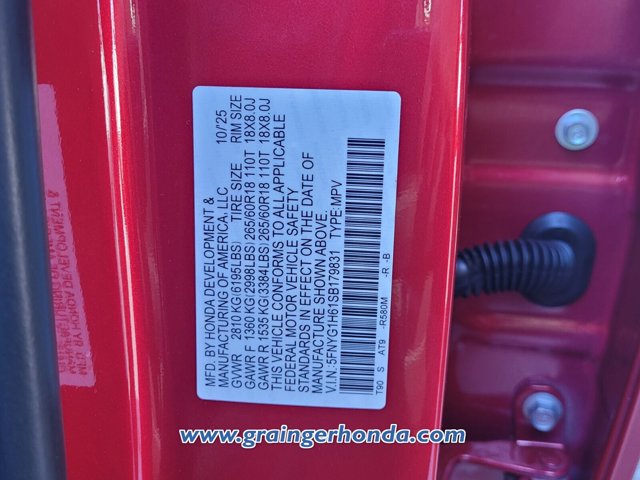 MFD. BY HONDA DEVELOPMENT &
MANUFACTURING OF AMERICA, LLC 10/25
GVWR 2810 KG(6195LBS) TIRE SIZE RIM SIZE
GAWR F 1360 KG(2998LBS) 265/60R18 110T 18X8.0J
GAWR R 1535 KG(3384LBS) 265/60R18 110T 18X8.0J
THIS VEHICLE CONFORMS TO ALL APPLICABLE
FEDERAL MOTOR VEHICLE SAFETY
STANDARDS IN EFFECT ON THE DATE OF
MANUFACTURE SHOWN ABOVE.
V.I.N.:5FNYG1H61SB179831 TYPE:MPV
T90 S AT9 -R580M -R -B
www.graingerhonda.com